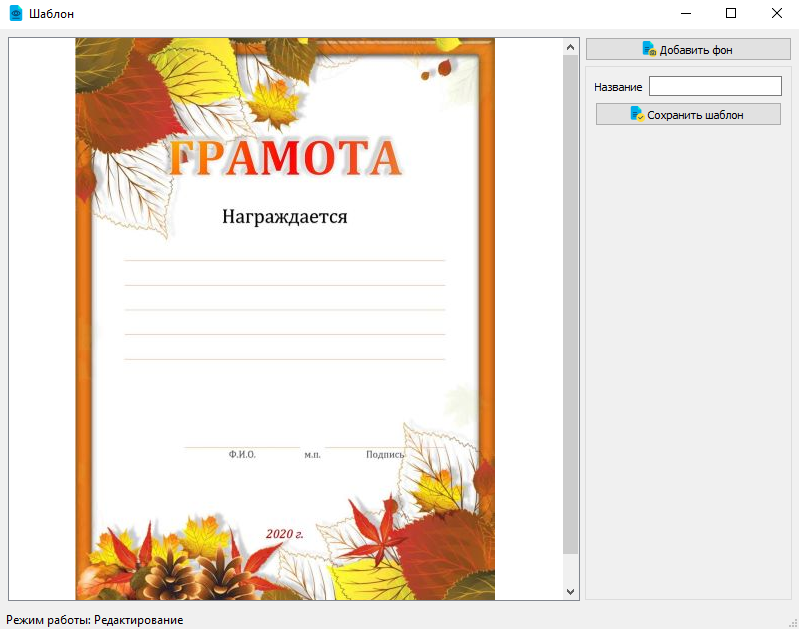 Шаблон
Добавить фон
Название
Сохранить шаблон
ГРАМОТА
Награждается
Ф.И.О. м.п. Подпись
2020 г.
Режим работы: Редактирование